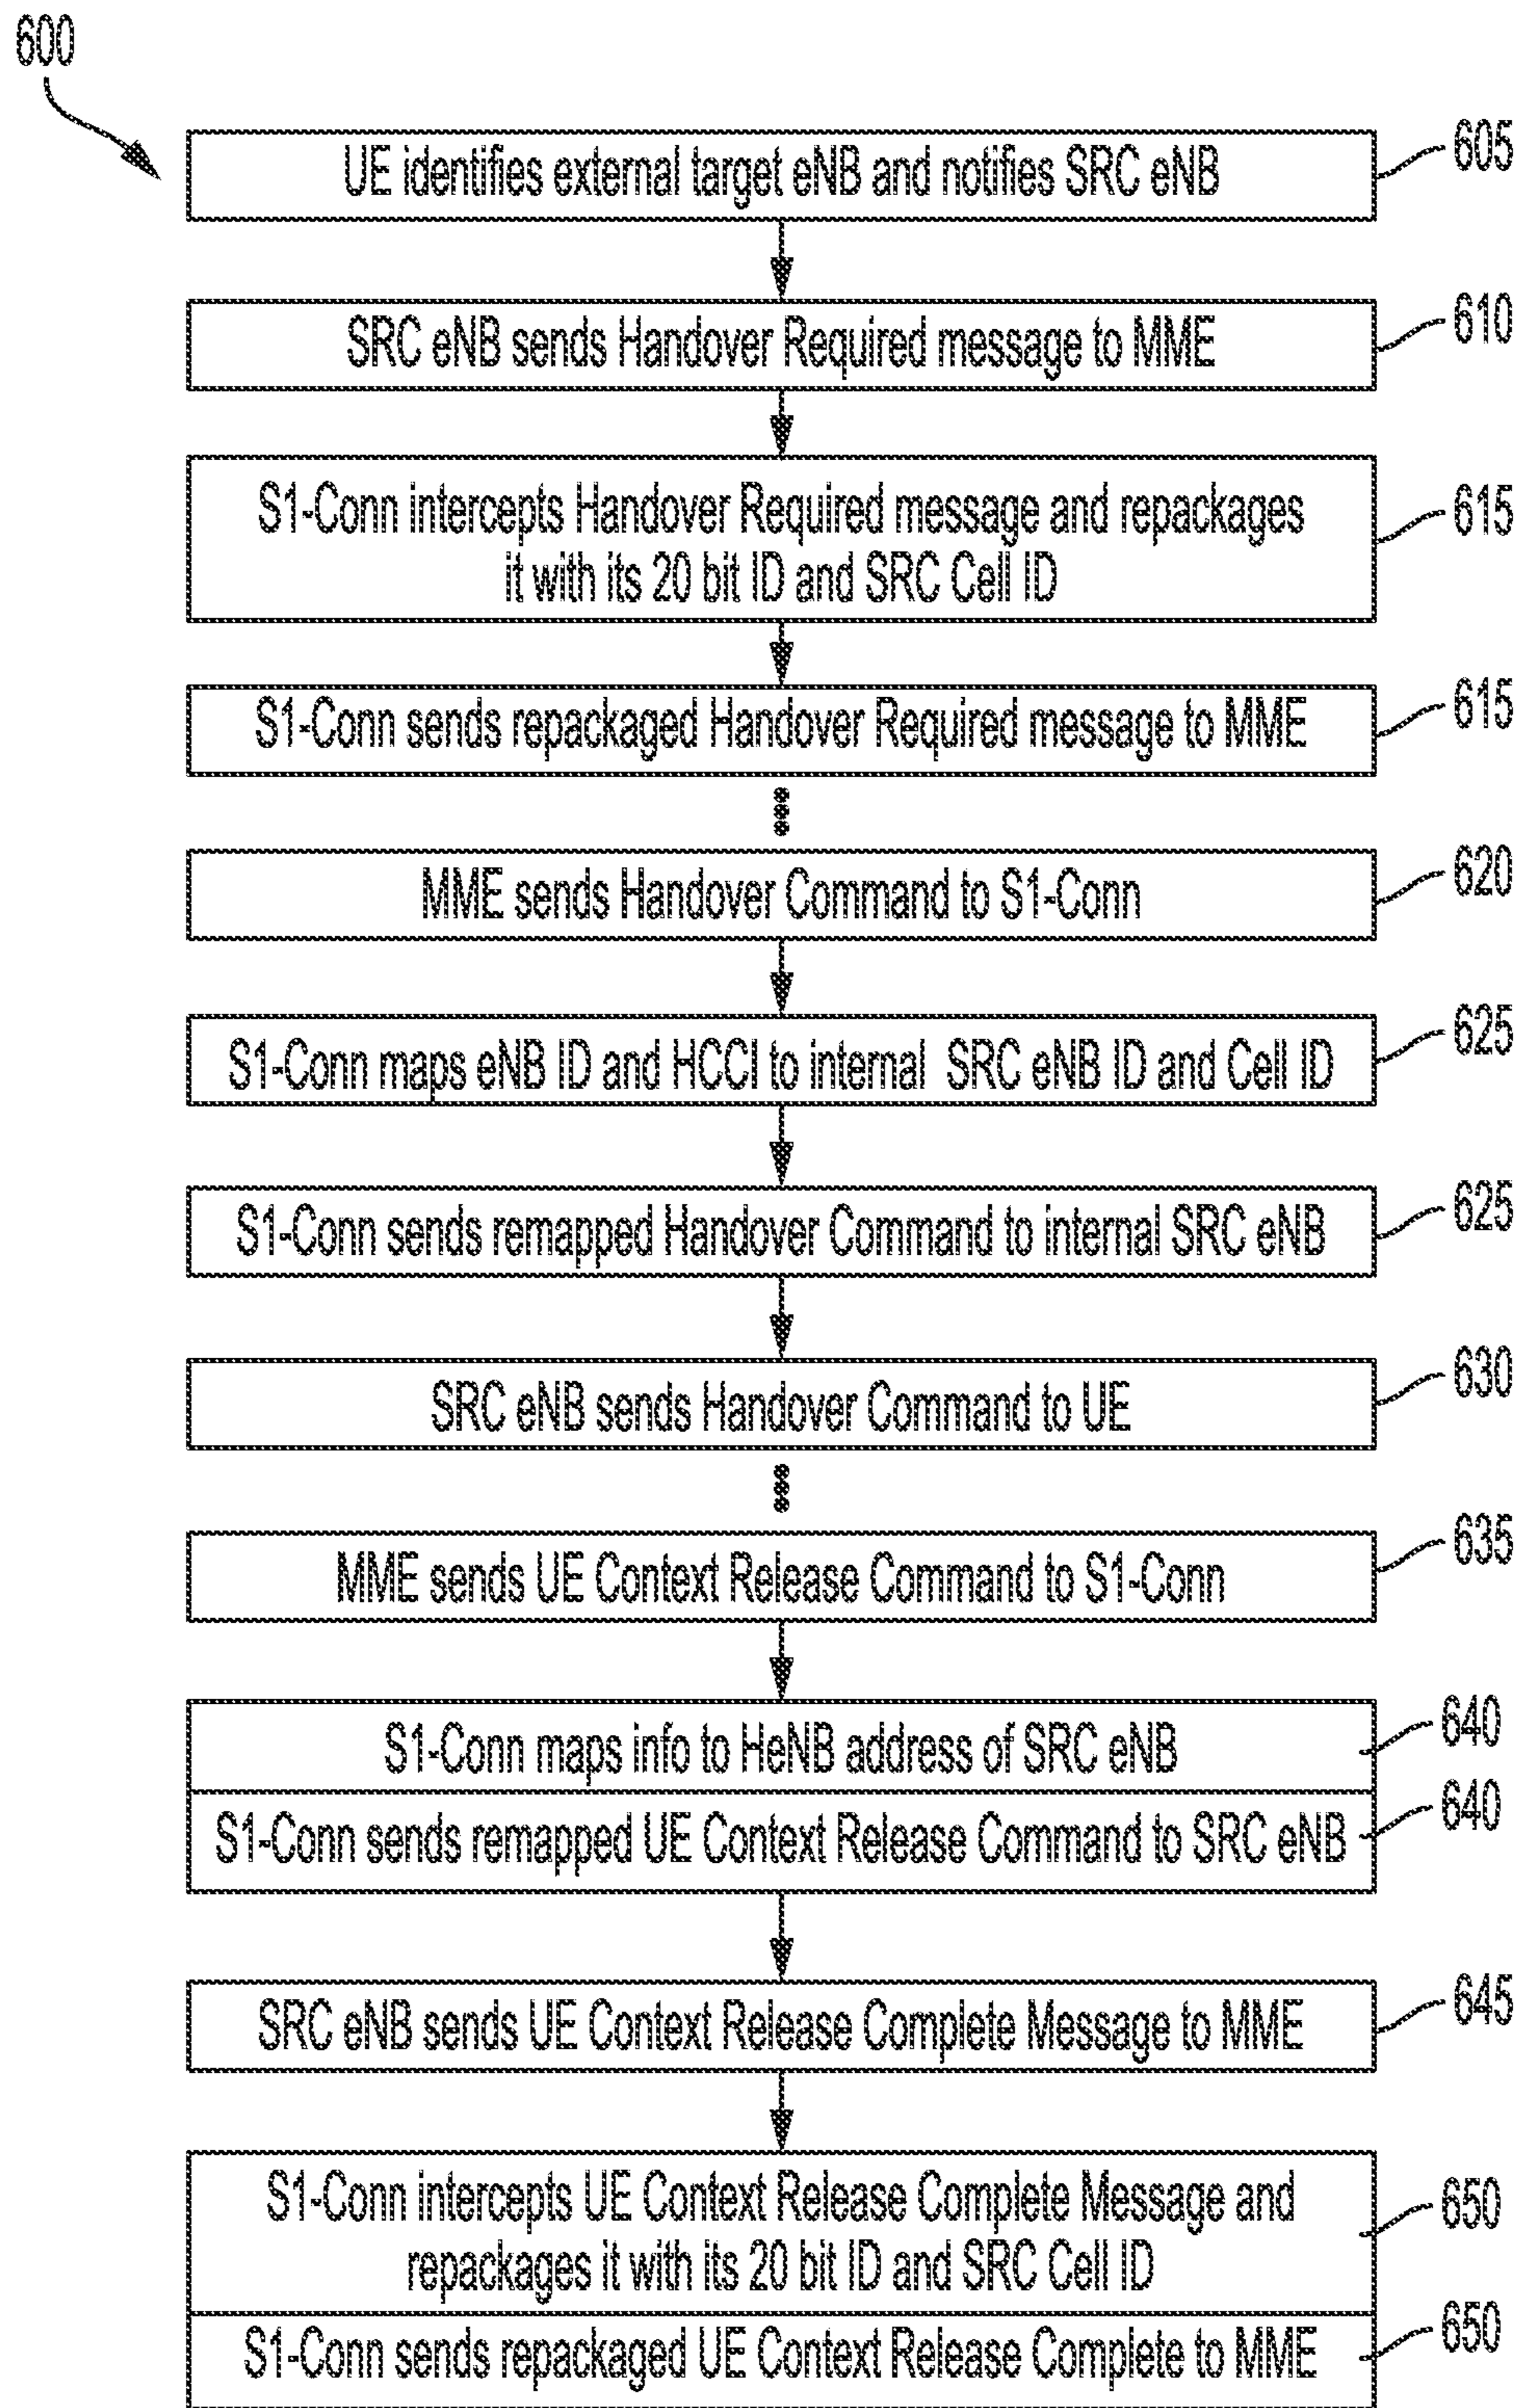 600
UE identifies external target eNB and notifies SRC eNB
605
SRC eNB sends Handover Required message to MME
610
S1-Conn intercepts Handover Required message and repackages
it with its 20 bit ID and SRC Cell ID
615
S1-Conn sends repackaged Handover Required message to MME
615
MME sends Handover Command to S1-Conn
620
S1-Conn maps eNB ID and HCCI to internal SRC eNB ID and Cell ID
625
S1-Conn sends remapped Handover Command to internal SRC eNB
625
SRC eNB sends Handover Command to UE
630
MME sends UE Context Release Command to S1-Conn
635
S1-Conn maps info to HeNB address of SRC eNB
640
S1-Conn sends remapped UE Context Release Command to SRC eNB
640
SRC eNB sends UE Context Release Complete Message to MME
645
S1-Conn intercepts UE Context Release Complete Message and
repackages it with its 20 bit ID and SRC Cell ID
650
S1-Conn sends repackaged UE Context Release Complete to MME
650